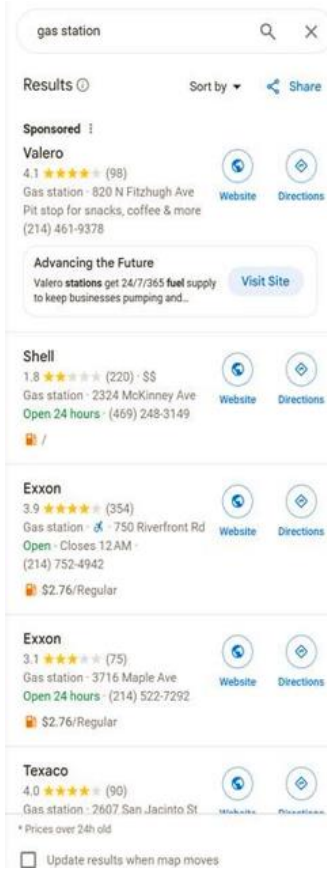 gas station
Results
Sort by
Share
Sponsored
Valero
4.1 (98)
Gas station · 820 N Fitzhugh Ave
Pit stop for snacks, coffee & more
(214) 461-9378
Website
Directions
Advancing the Future
Valero stations get 24/7/365 fuel supply
to keep businesses pumping and...
Visit Site
Shell
1.8 (220) · $$
Gas station · 2324 McKinney Ave
Open 24 hours · (469) 248-3149
/
Website
Directions
Exxon
3.9 (354)
Gas station · 750 Riverfront Rd
Open · Closes 12 AM ·
(214) 752-4942
$2.76/Regular
Website
Directions
Exxon
3.1 (75)
Gas station · 3716 Maple Ave
Open 24 hours · (214) 522-7292
$2.76/Regular
Website
Directions
Texaco
4.0 (90)
Gas station · 2607 San Jacinto St
Website
Directions
* Prices over 24h old
Update results when map moves